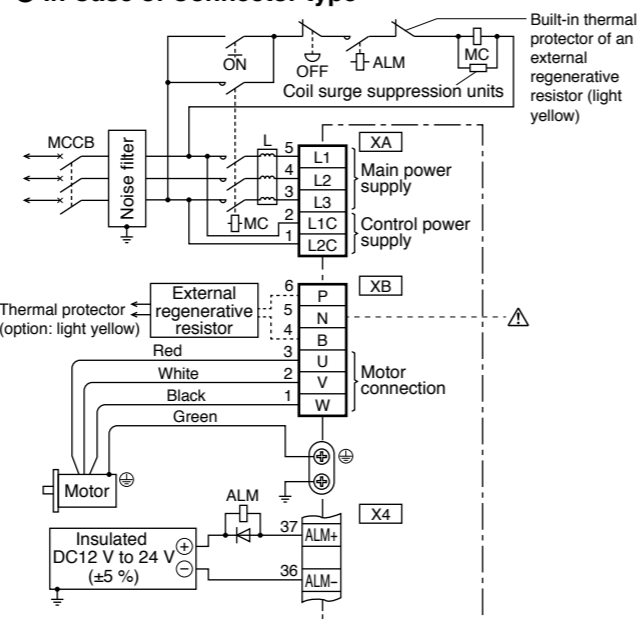 In case of Connector type
Built-in thermal
protector of an
external
regenerative
resistor (light
yellow)
ON
OFF
ALM
MC
Coil surge suppression units
MCCB
Noise filter
L
MC
XA
5
L1
4
L2
3
L3
2
L1C
1
L2C
Main power
supply
Control power
supply
Thermal protector
(option: light yellow)
External
regenerative
resistor
XB
6
P
5
N
4
B
3
U
2
V
1
W
Motor
connection
Red
White
Black
Green
Motor
ALM
X4
Insulated
DC12 V to 24 V
(±5 %)
+
−
37
ALM+
36
ALM−